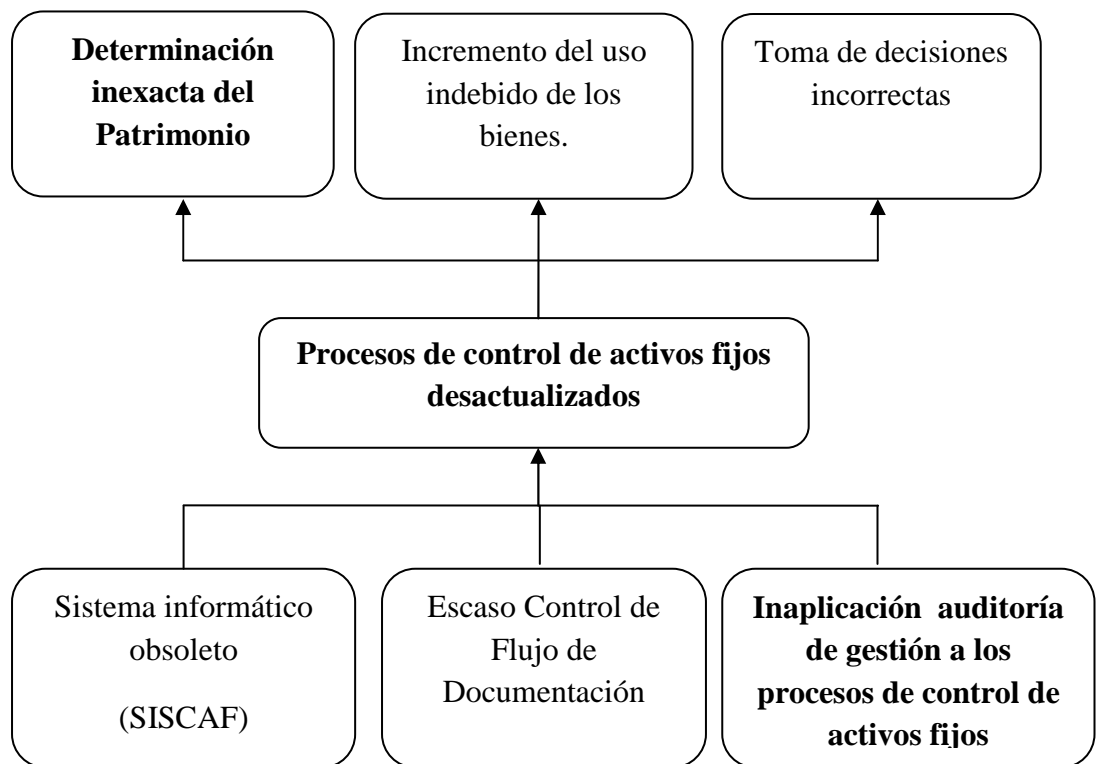 Determinación
inexacta del
Patrimonio
Incremento del uso
indebido de los
bienes.
Toma de decisiones
incorrectas
Procesos de control de activos fijos
desactualizados
Sistema informático
obsoleto
(SISCAF)
Escaso Control de
Flujo de
Documentación
Inaplicación auditoría
de gestión a los
procesos de control de
activos fijos